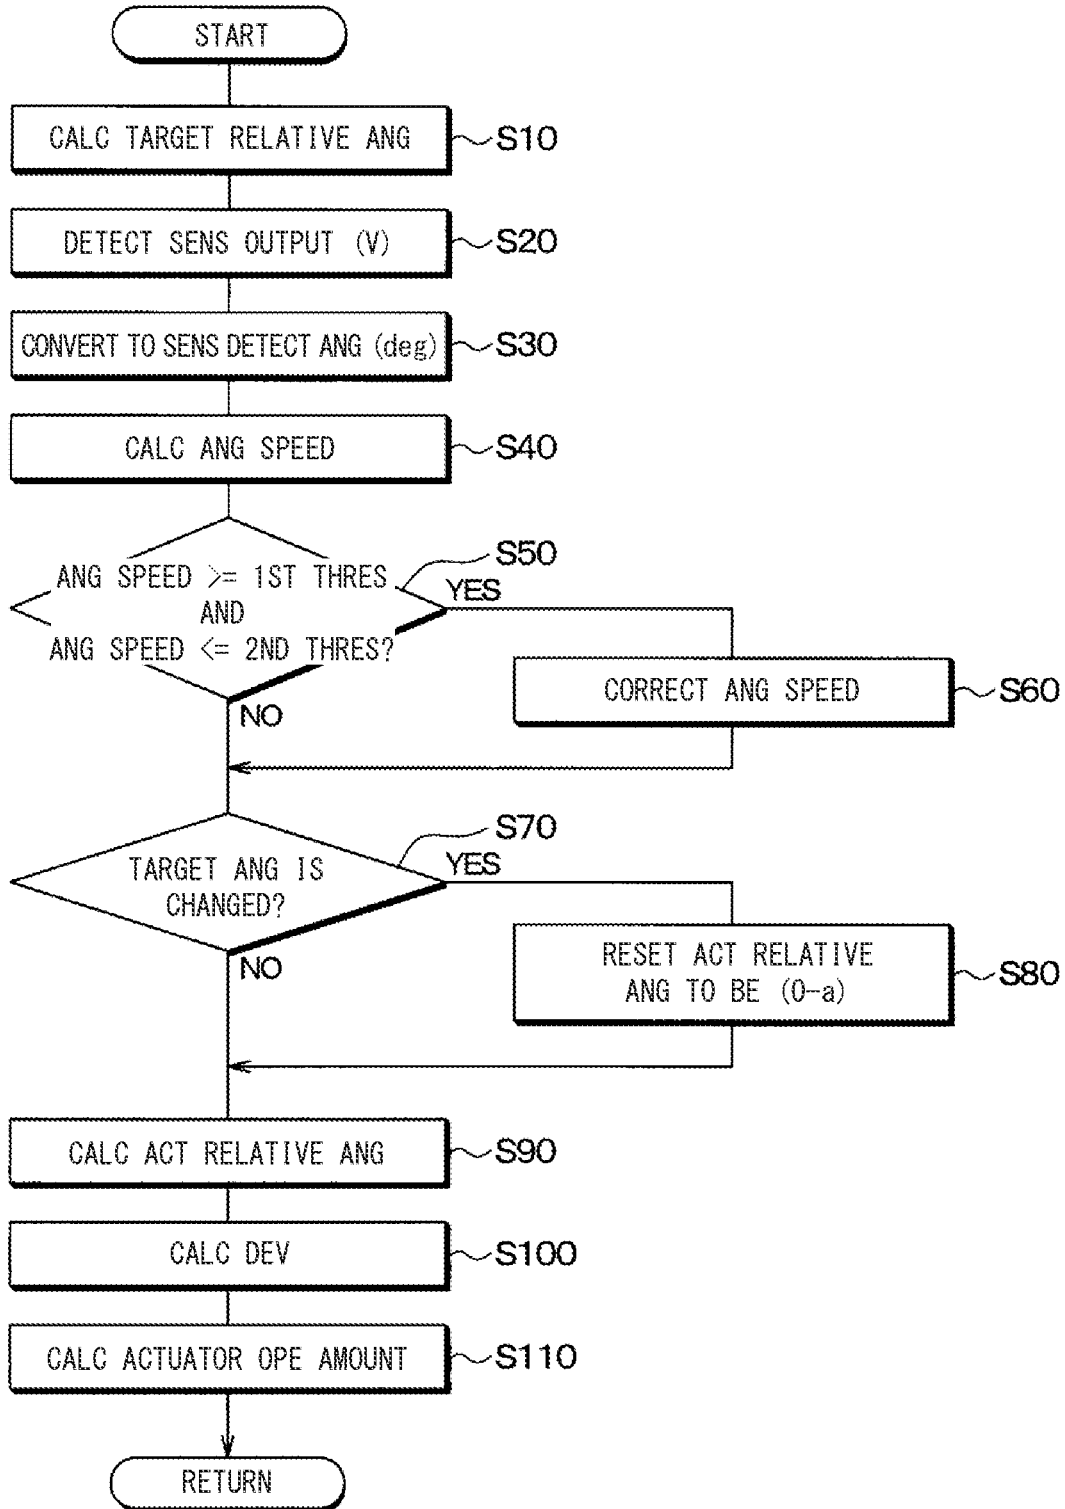 START
CALC TARGET RELATIVE ANG
S10
DETECT SENS OUTPUT (V)
S20
CONVERT TO SENS DETECT ANG (deg)
S30
CALC ANG SPEED
S40
S50
ANG SPEED >= 1ST THRES
AND
ANG SPEED <= 2ND THRES?
YES
NO
CORRECT ANG SPEED
S60
S70
TARGET ANG IS
CHANGED?
YES
NO
RESET ACT RELATIVE
ANG TO BE (0-a)
S80
CALC ACT RELATIVE ANG
S90
CALC DEV
S100
CALC ACTUATOR OPE AMOUNT
S110
RETURN